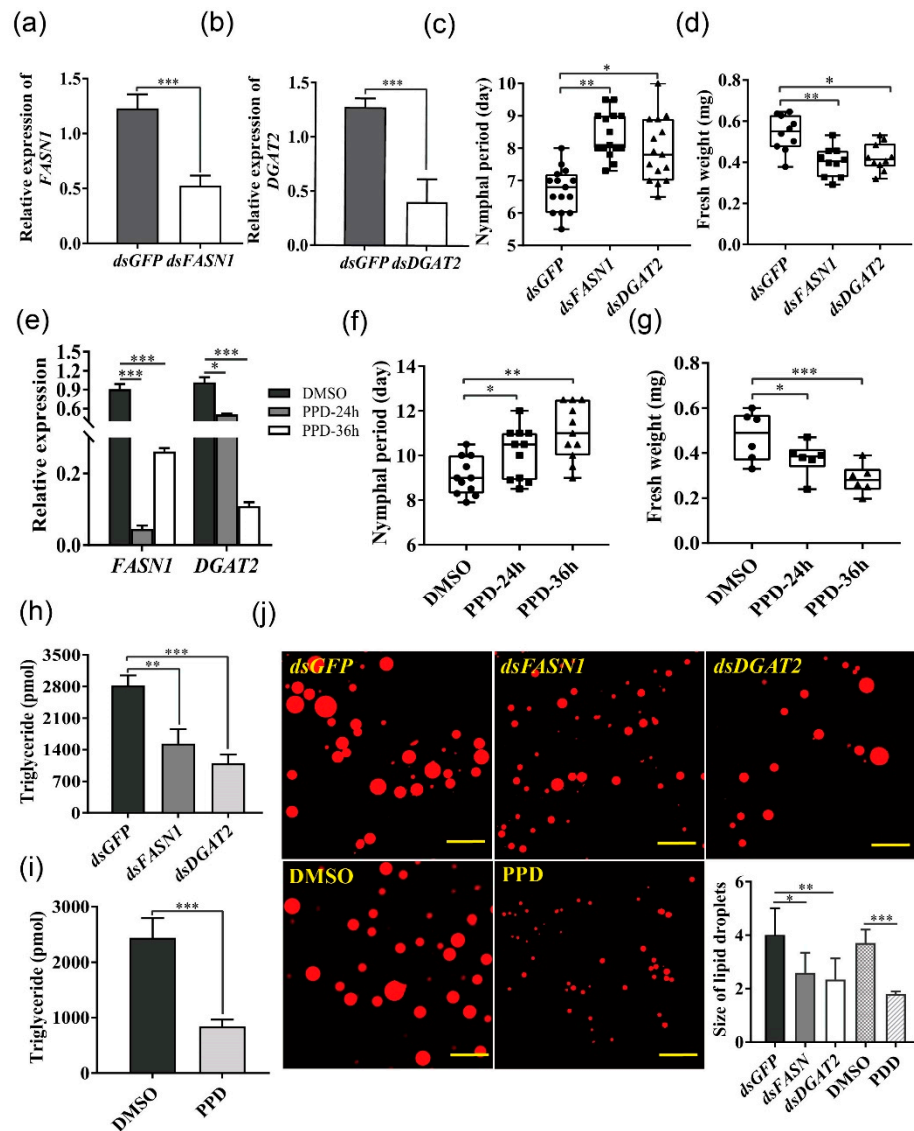 (a)
Relative expression of
FASN1
1.5
1.0
0.5
0.0
***
dsGFP dsFASN1
(b)
Relative expression of
DGAT2
1.5
1.0
0.5
0.0
***
dsGFP dsDGAT2
(c)
Nymphal period (day)
10
9
8
7
6
5
*
**
dsGFP
dsFASN1
dsDGAT2
(d)
Fresh weight (mg)
0.8
0.6
0.4
0.2
0.0
*
**
dsGFP
dsFASN1
dsDGAT2
(e)
Relative expression
1.5
1.2
0.9
0.6
0.2
0.0
***
***
***
*
DMSO
PPD-24h
PPD-36h
FASN1 DGAT2
(f)
Nymphal period (day)
14
12
10
8
6
**
*
DMSO
PPD-24h
PPD-36h
(g)
Fresh weight (mg)
0.8
0.6
0.4
0.2
0.0
***
*
DMSO
PPD-24h
PPD-36h
(h)
Triglyceride (pmol)
3500
2800
2100
1400
700
0
***
**
dsGFP
dsFASN1
dsDGAT2
(i)
Triglyceride (pmol)
3000
2000
1000
0
***
DMSO
PPD
(j)
dsGFP
dsFASN1
dsDGAT2
DMSO
PPD
Size of lipid droplets
6
4
2
0
**
*
***
dsGFP
dsFASN
dsDGAT2
DMSO
PDD